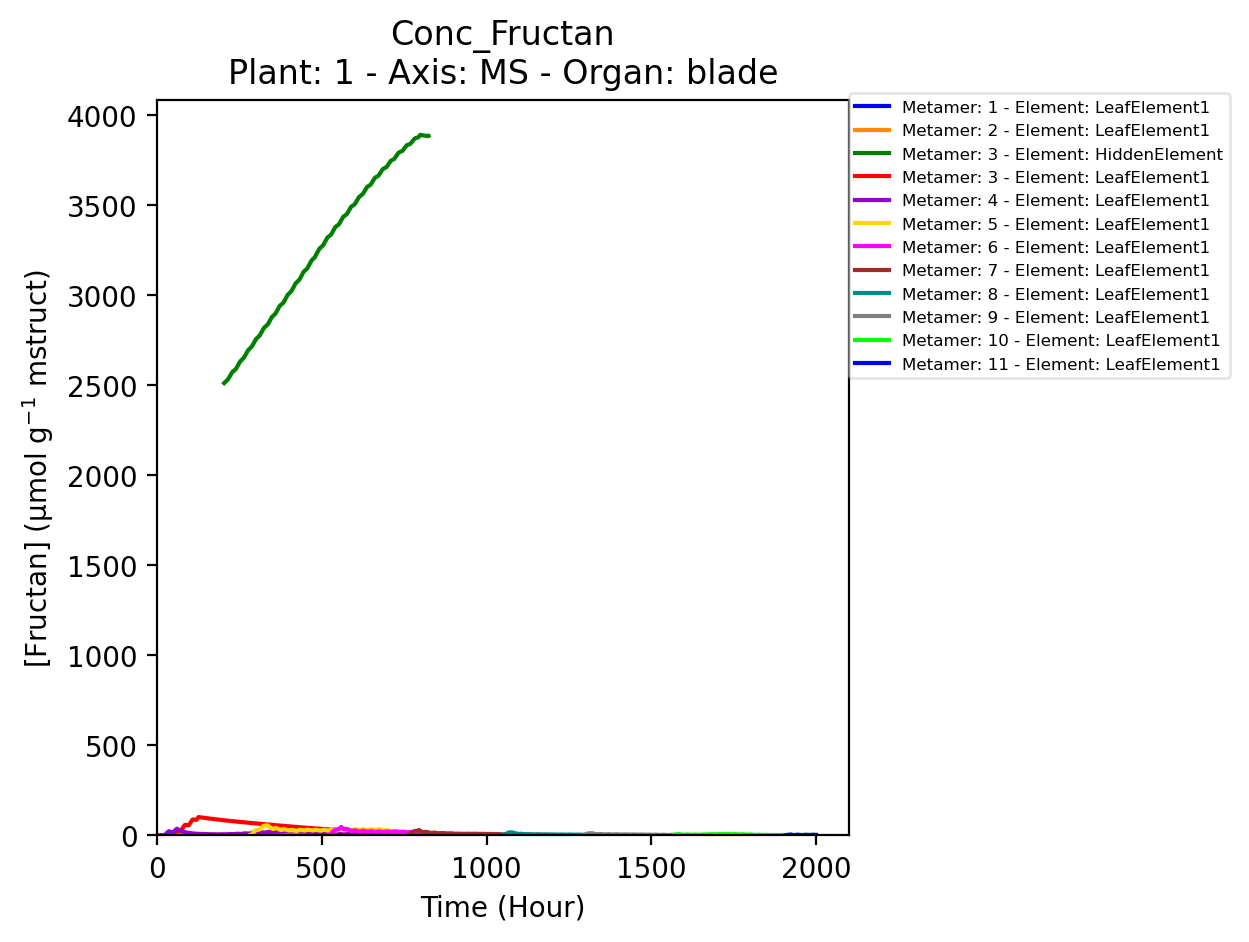 Conc_Fructan
Plant: 1 - Axis: MS - Organ: blade
4000
3500
3000
2500
2000
1500
1000
500
0
[Fructan] (µmol g⁻¹ mstruct)
0 500 1000 1500 2000
Time (Hour)
Metamer: 1 - Element: LeafElement1
Metamer: 2 - Element: LeafElement1
Metamer: 3 - Element: HiddenElement
Metamer: 3 - Element: LeafElement1
Metamer: 4 - Element: LeafElement1
Metamer: 5 - Element: LeafElement1
Metamer: 6 - Element: LeafElement1
Metamer: 7 - Element: LeafElement1
Metamer: 8 - Element: LeafElement1
Metamer: 9 - Element: LeafElement1
Metamer: 10 - Element: LeafElement1
Metamer: 11 - Element: LeafElement1